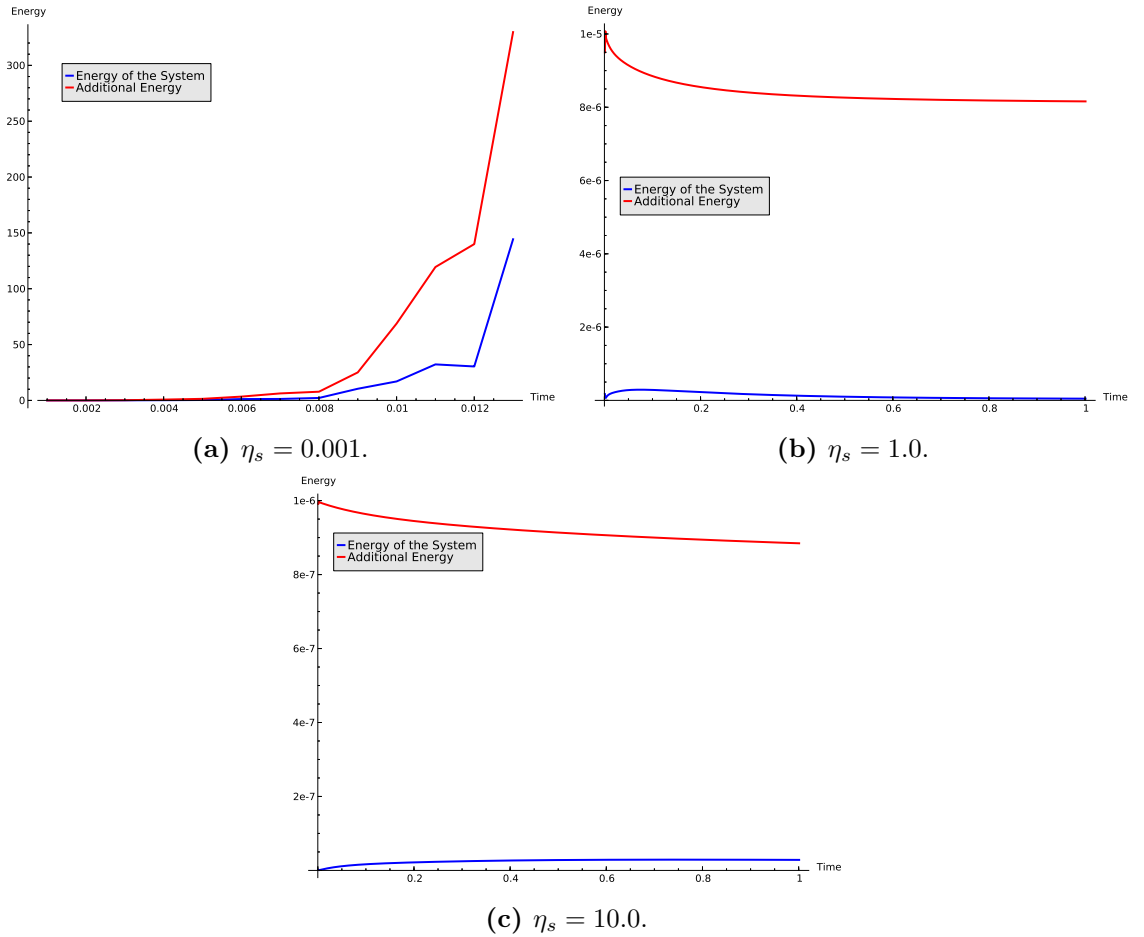 Energy
300
250
200
150
100
50
0
Energy of the System
Additional Energy
0.002
0.004
0.006
0.008
0.01
0.012
Time
(a) ηs = 0.001.
Energy
1e-5
8e-6
6e-6
4e-6
2e-6
Energy of the System
Additional Energy
0.2
0.4
0.6
0.8
1
Time
(b) ηs = 1.0.
Energy
1e-6
8e-7
6e-7
4e-7
2e-7
Energy of the System
Additional Energy
0.2
0.4
0.6
0.8
1
Time
(c) ηs = 10.0.